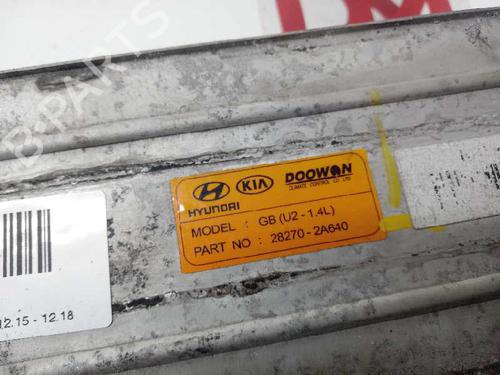 B-PARTS
HYUNDAI
KIA
DOOWON
CLIMATE CONTROL CO LTD
MODEL : GB (U2 - 1.4L)
PART NO : 28270 - 2A640
12.15 - 12.18